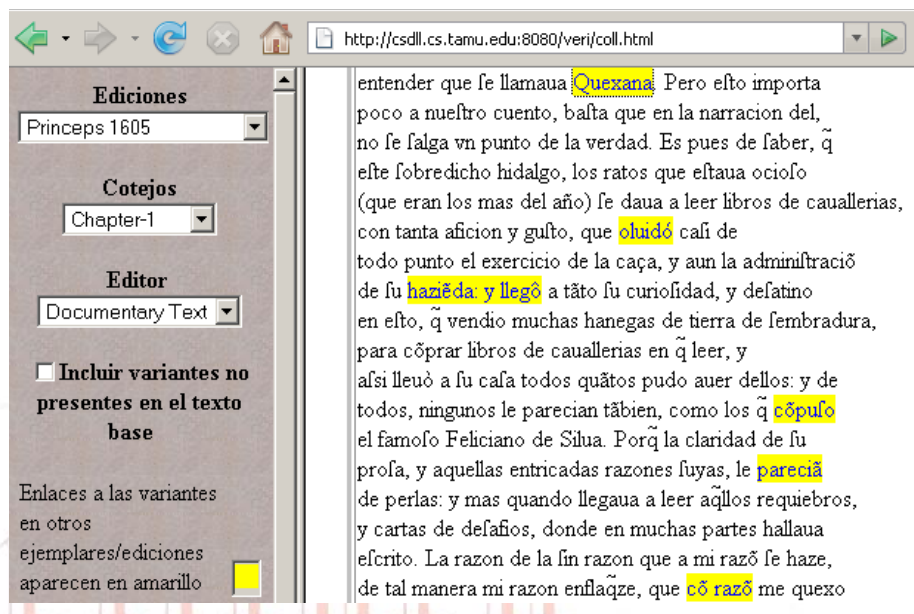 http://csdll.cs.tamu.edu:8080/veri/coll.html
Ediciones
Princeps 1605
Cotejos
Chapter-1
Editor
Documentary Text
Incluir variantes no
presentes en el texto
base
Enlaces a las variantes
en otros
ejemplares/ediciones
aparecen en amarillo
entender que ſe llamaua Quexana. Pero eſto importa
poco a nueſtro cuento, baſta que en la narracion del,
no ſe ſalga vn punto de la verdad. Es pues de ſaber, q̃
eſte ſobredicho hidalgo, los ratos que eſtaua ocioſo
(que eran los mas del año) ſe daua a leer libros de cauallerias,
con tanta aficion y guſto, que oluidó caſi de
todo punto el exercicio de la caça, y aun la adminiſtraciõ
de ſu haziẽda: y llegô a tãto ſu curioſidad, y deſatino
en eſto, q̃ vendio muchas hanegas de tierra de ſembradura,
para cõprar libros de cauallerias en q̃ leer, y
aſsi lleuò a ſu caſa todos quãtos pudo auer dellos: y de
todos, ningunos le parecian tãbien, como los q̃ cõpuſo
el famoſo Feliciano de Silua. Porq̃ la claridad de ſu
proſa, y aquellas entricadas razones ſuyas, le pareciã
de perlas: y mas quando llegaua a leer aq̃llos requiebros,
y cartas de deſafios, donde en muchas partes hallaua
eſcrito. La razon de la ſin razon que a mi razõ ſe haze,
de tal manera mi razon enflaq̃ze, que cõ razõ me quexo